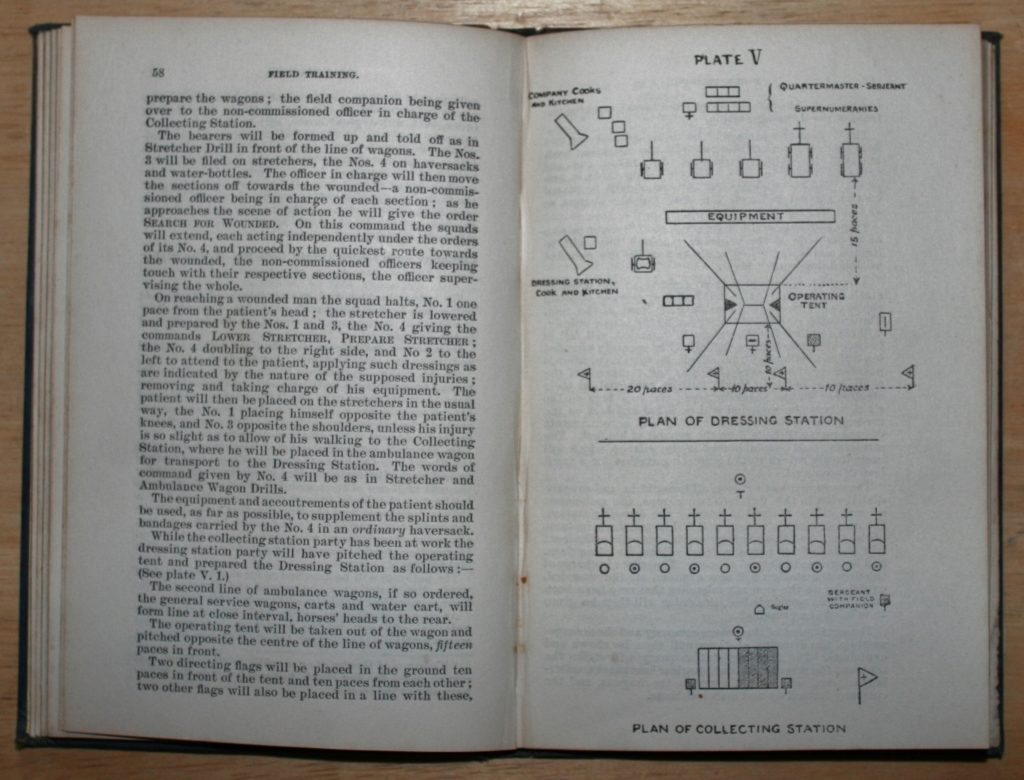 58
FIELD TRAINING.
prepare the wagons; the field companion being given
over to the non-commissioned officer in charge of the
Collecting Station.
The bearers will be formed up and told off as in
Stretcher Drill in front of the line of wagons. The Nos.
3 will be filed on stretchers, the Nos. 4 on haversacks
and water-bottles. The officer in charge will then move
the sections off towards the wounded—a non-commis-
sioned officer being in charge of each section; as he
approaches the scene of action he will give the order
SEARCH FOR WOUNDED. On this command the squads
will extend, each acting independently under the orders
of its No. 4, and proceed by the quickest route towards
the wounded, the non-commissioned officers keeping
touch with their respective sections, the officer super-
vising the whole.
On reaching a wounded man the squad halts, No. 1 one
pace from the patient's head; the stretcher is lowered
and prepared by the Nos. 1 and 3, the No. 4 giving the
commands LOWER STRETCHER, PREPARE STRETCHER;
the No. 4 doubling to the right side, and No 2 to the
left to attend to the patient, applying such dressings as
are indicated by the nature of the supposed injuries;
removing and taking charge of his equipment. The
patient will then be placed on the stretchers in the usual
way, the No. 1 placing himself opposite the patient's
knees, and No. 3 opposite the shoulders, unless his injury
is so slight as to allow of his walking to the Collecting
Station, where he will be placed in the ambulance wagon
for transport to the Dressing Station. The words of
command given by No. 4 will be as in Stretcher and
Ambulance Wagon Drills.
The equipment and accoutrements of the patient should
be used, as far as possible, to supplement the splints and
bandages carried by the No. 4 in an ordinary haversack.
While the collecting station party has been at work the
dressing station party will have pitched the operating
tent and prepared the Dressing Station as follows:—
(See plate V. 1.)
The second line of ambulance wagons, if so ordered,
the general service wagons, carts and water cart, will
form line at close interval, horses' heads to the rear.
The operating tent will be taken out of the wagon and
pitched opposite the centre of the line of wagons, fifteen
paces in front.
Two directing flags will be placed in the ground ten
paces in front of the tent and ten paces from each other;
two other flags will also be placed in a line with these,
PLATE V
COMPANY COOKS
AND KITCHEN
QUARTERMASTER-SERJEANT
SUPERNUMERARIES
15 paces
EQUIPMENT
DRESSING STATION,
COOK AND KITCHEN
OPERATING
TENT
10 paces
20 paces
10 paces
10 paces
PLAN OF DRESSING STATION
SERGEANT
WITH FIELD
COMPANION
Bugler
PLAN OF COLLECTING STATION